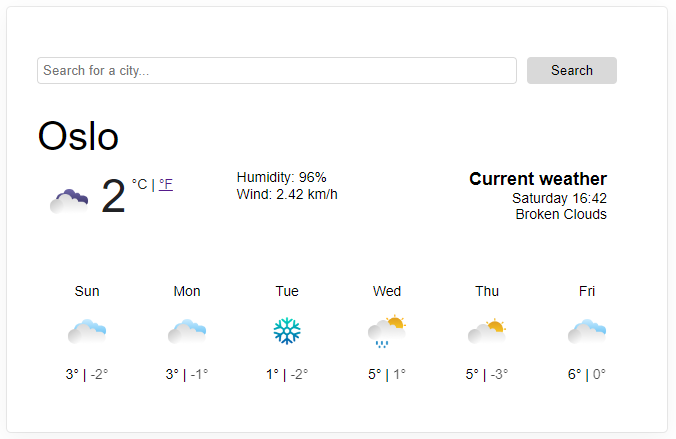 Search for a city...
Search
Oslo
2 °C | °F
Humidity: 96%
Wind: 2.42 km/h
Current weather
Saturday 16:42
Broken Clouds
Sun Mon Tue Wed Thu Fri
3° | -2° 3° | -1° 1° | -2° 5° | 1° 5° | -3° 6° | 0°